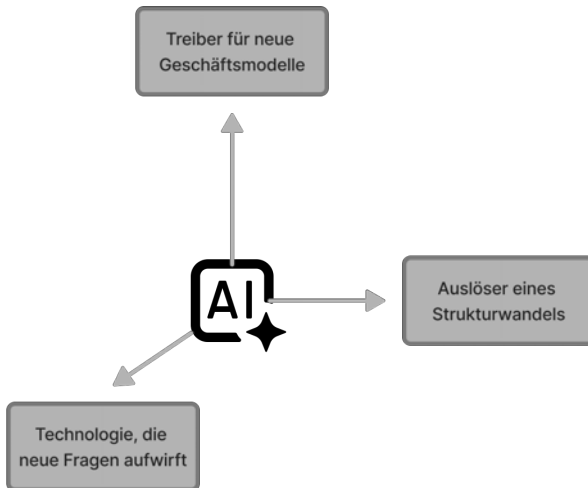 Treiber für neue
Geschäftsmodelle
AI
Auslöser eines
Strukturwandels
Technologie, die
neue Fragen aufwirft